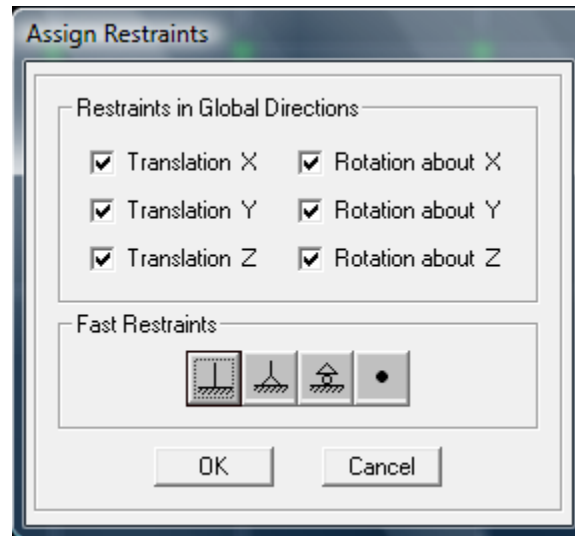 Assign Restraints
Restraints in Global Directions
Translation X Rotation about X
Translation Y Rotation about Y
Translation Z Rotation about Z
Fast Restraints
OK Cancel